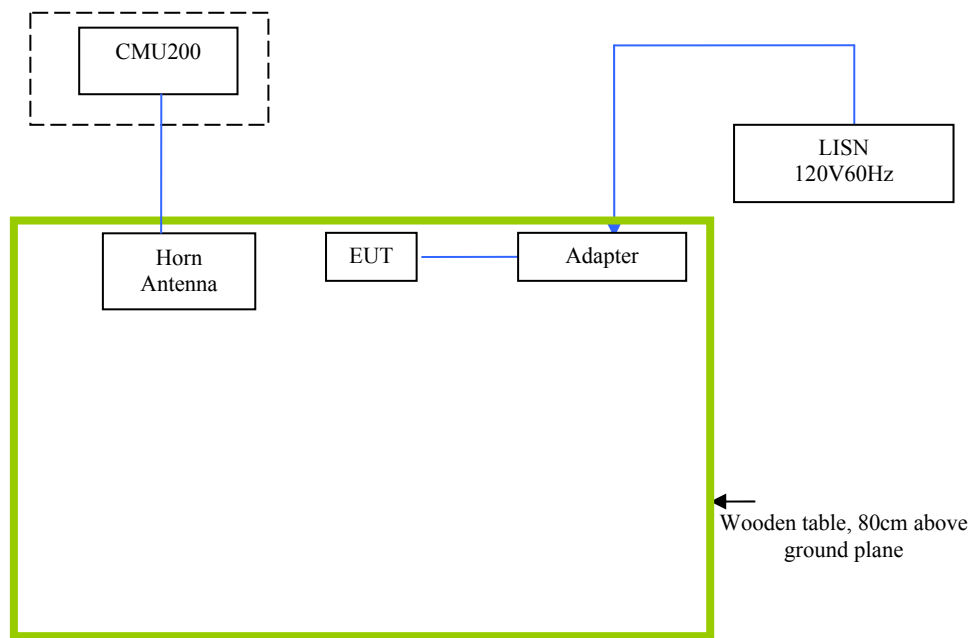 CMU200
LISN
120V60Hz
Horn
Antenna
EUT
Adapter
Wooden table, 80cm above
ground plane